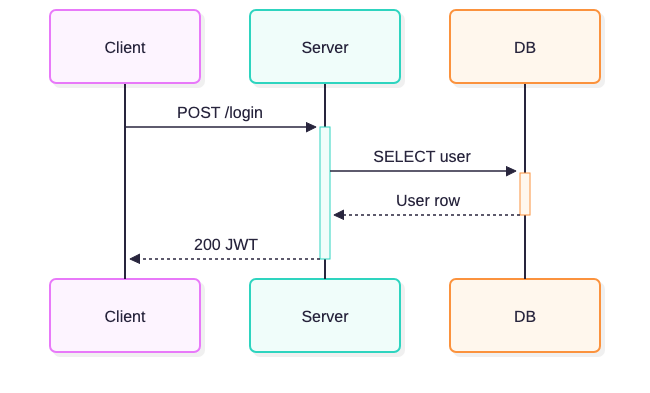 Client
Server
DB
POST /login
SELECT user
User row
200 JWT
Client
Server
DB